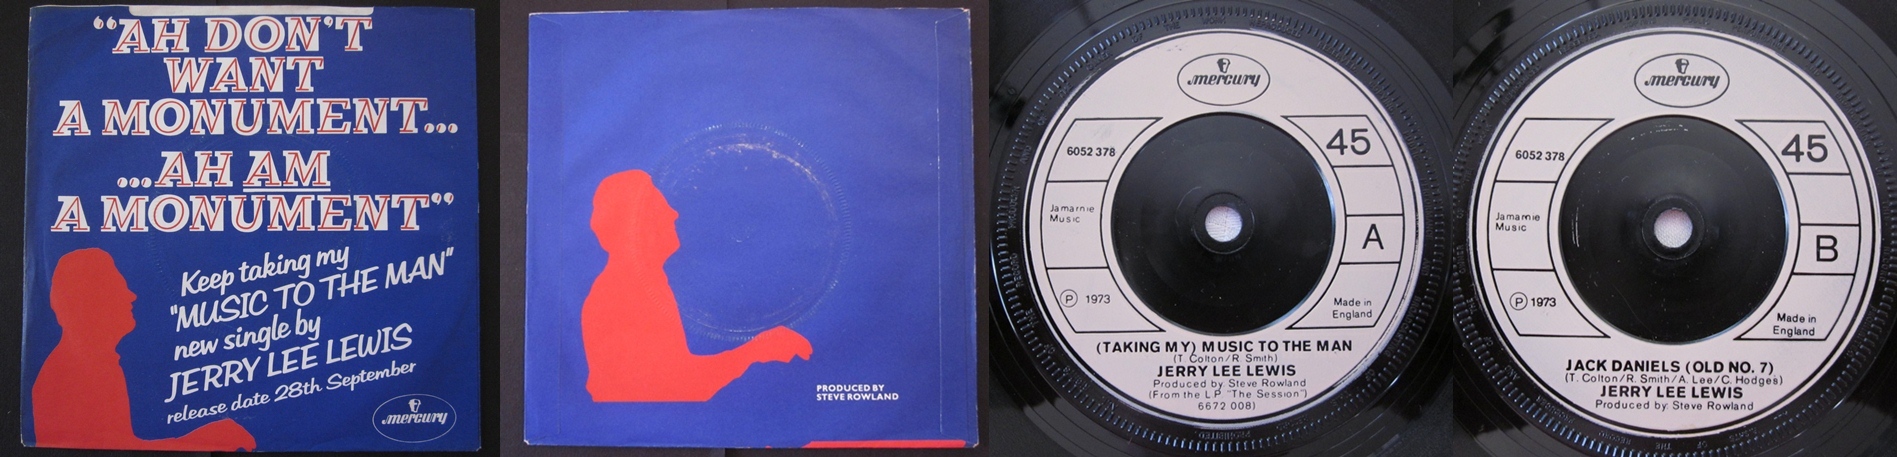 "AH DON'T
WANT
A MONUMENT...
...AH AM
A MONUMENT"
Keep taking my
"MUSIC TO THE MAN"
new single by
JERRY LEE LEWIS
release date 28th September
mercury
PRODUCED BY
STEVE ROWLAND
mercury
6052 378
45
Jamarnie
Music
A
Ⓟ 1973
Made in
England
(TAKING MY) MUSIC TO THE MAN
(T. Colton/R. Smith)
JERRY LEE LEWIS
Produced by: Steve Rowland
(From the L.P. "The Session")
6672 008)
mercury
6052 378
45
Jamarnie
Music
B
Ⓟ 1973
Made in
England
JACK DANIELS (OLD NO. 7)
(T. Colton/R. Smith/A. Lee/C. Hodges)
JERRY LEE LEWIS
Produced by: Steve Rowland